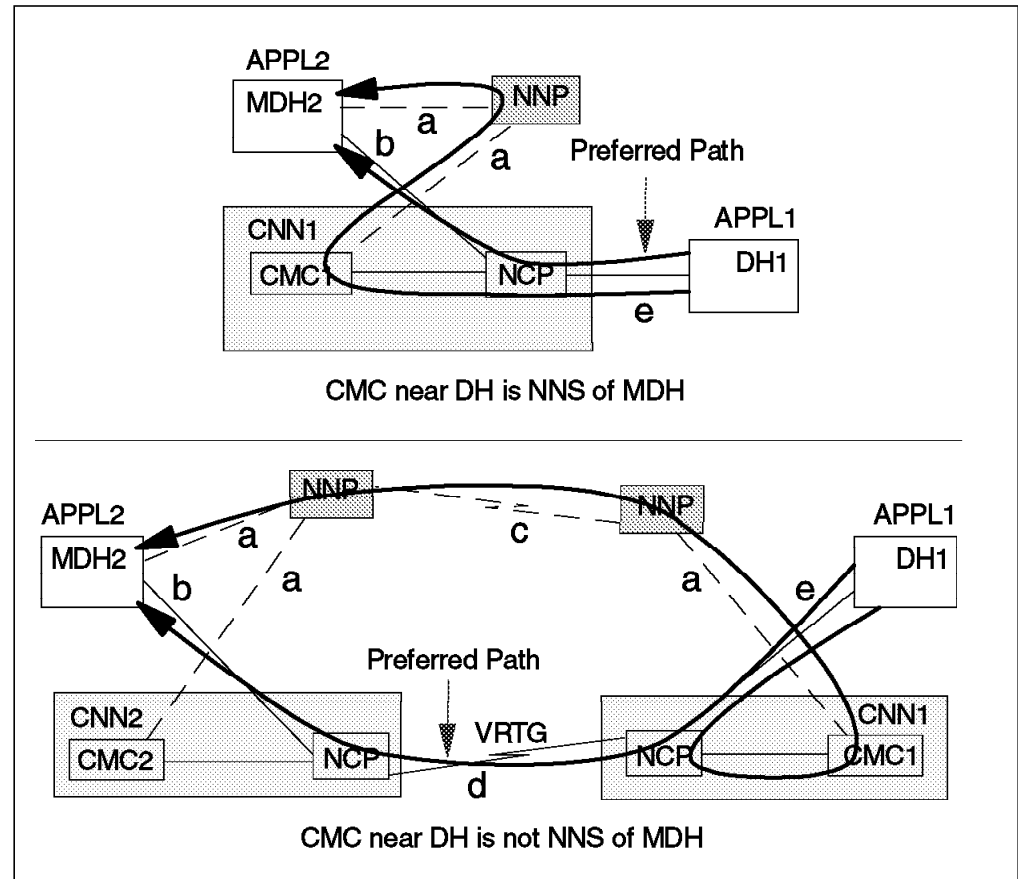 APPL2
MDH2
NNP
a
b
a
Preferred Path
APPL1
CNN1
DH1
CMC1
NCP
e
CMC near DH is NNS of MDH
NNP
NNP
APPL2
APPL1
a
c
MDH2
DH1
b
a
a
e
Preferred Path
CNN2
VRTG
CNN1
CMC2
NCP
NCP
CMC1
d
CMC near DH is not NNS of MDH